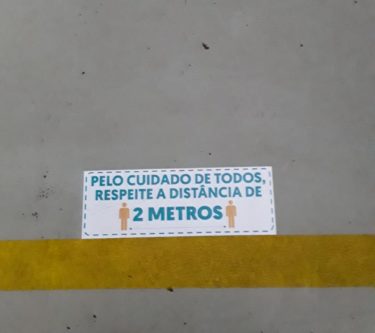 PELO CUIDADO DE TODOS,
RESPEITE A DISTÂNCIA DE
2 METROS